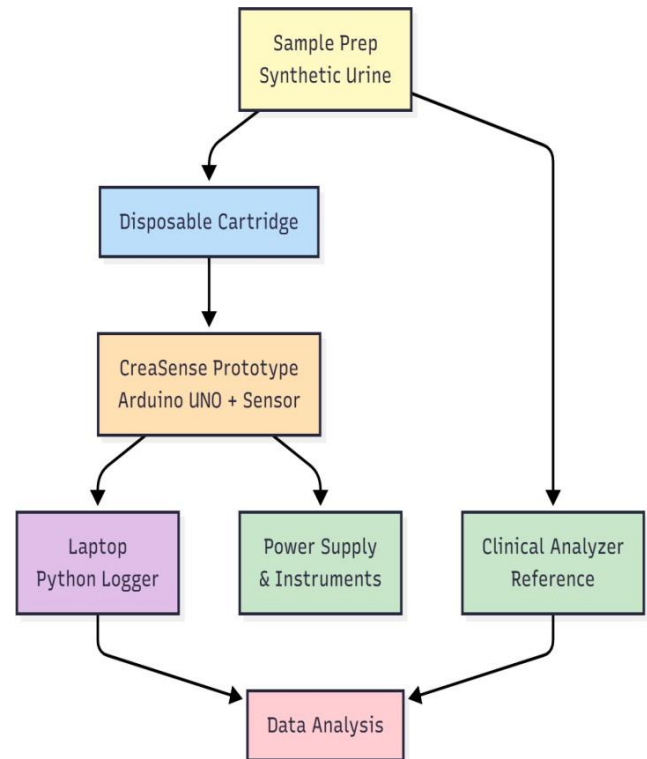 Sample Prep
Synthetic Urine
Disposable Cartridge
CreaSense Prototype
Arduino UNO + Sensor
Laptop
Python Logger
Power Supply
& Instruments
Clinical Analyzer
Reference
Data Analysis